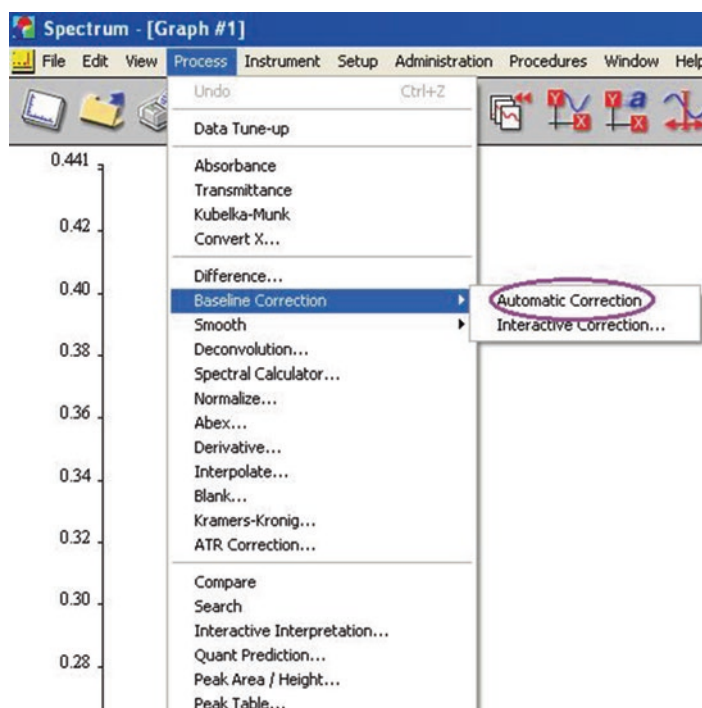 Spectrum - [Graph #1]
File Edit View Process Instrument Setup Administration Procedures Window Help
Undo Ctrl+Z
Data Tune-up
Absorbance
Transmittance
Kubelka-Munk
Convert X...
Difference...
Baseline Correction
Automatic Correction
Interactive Correction...
Smooth
Deconvolution...
Spectral Calculator...
Normalize...
Abex...
Derivative...
Interpolate...
Blank...
Kramers-Kronig...
ATR Correction...
Compare
Search
Interactive Interpretation...
Quant Prediction...
Peak Area / Height...
Peak Table...
Y X
Y a X
0.441
0.42
0.40
0.38
0.36
0.34
0.32
0.30
0.28